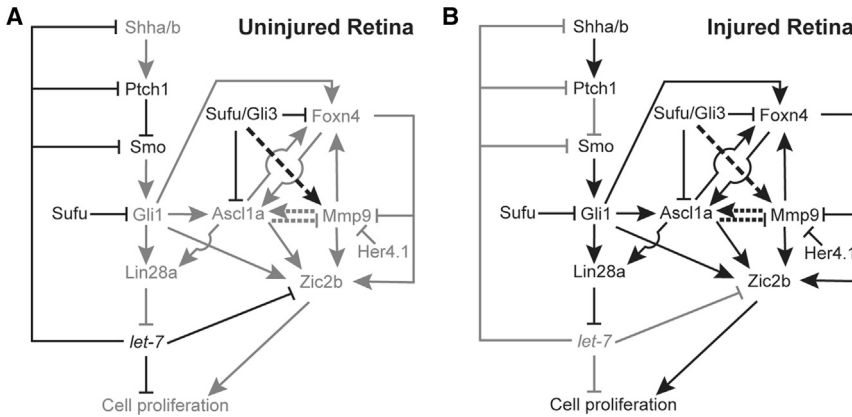 A
Uninjured Retina
Shha/b
Ptch1
Sufu/Gli3
Foxn4
Smo
Sufu
Gli1
Ascl1a
Mmp9
Her4.1
Lin28a
Zic2b
let-7
Cell proliferation
B
Injured Retina
Shha/b
Ptch1
Sufu/Gli3
Foxn4
Smo
Sufu
Gli1
Ascl1a
Mmp9
Her4.1
Lin28a
Zic2b
let-7
Cell proliferation